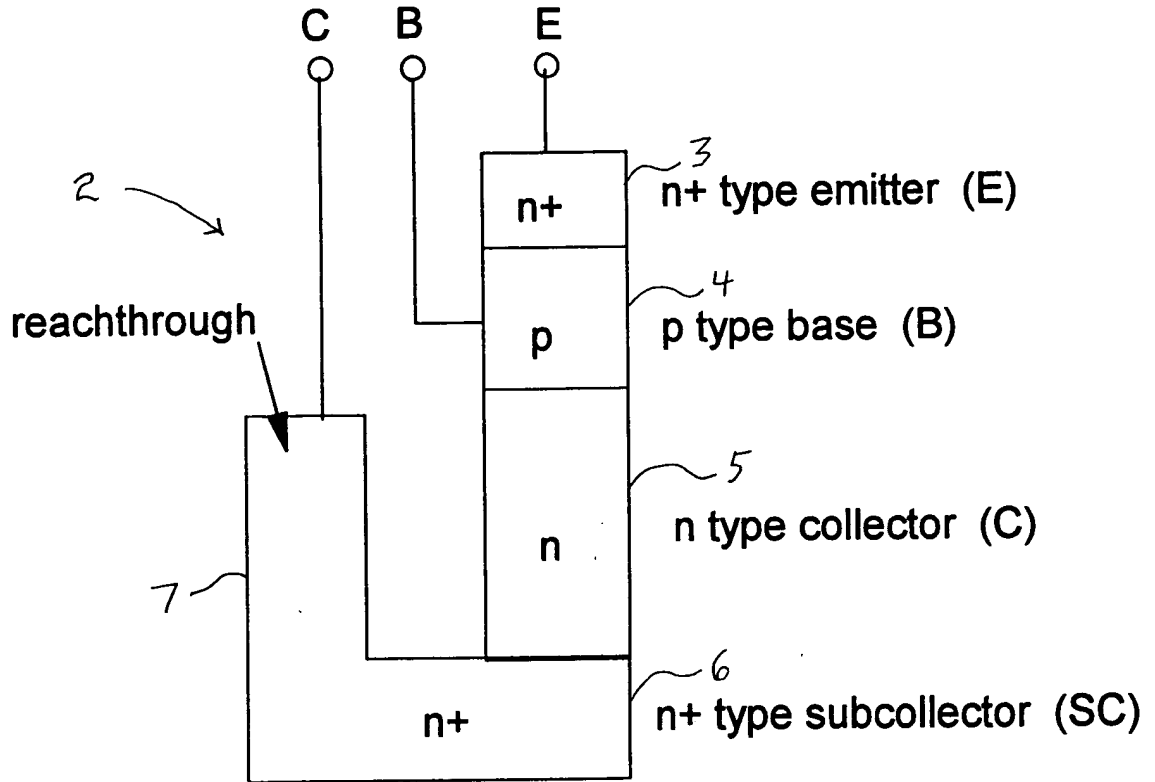 C B E
3
n+ n+ type emitter (E)
2
4
reachthrough
p p type base (B)
5
n n type collector (C)
7
6
n+ n+ type subcollector (SC)